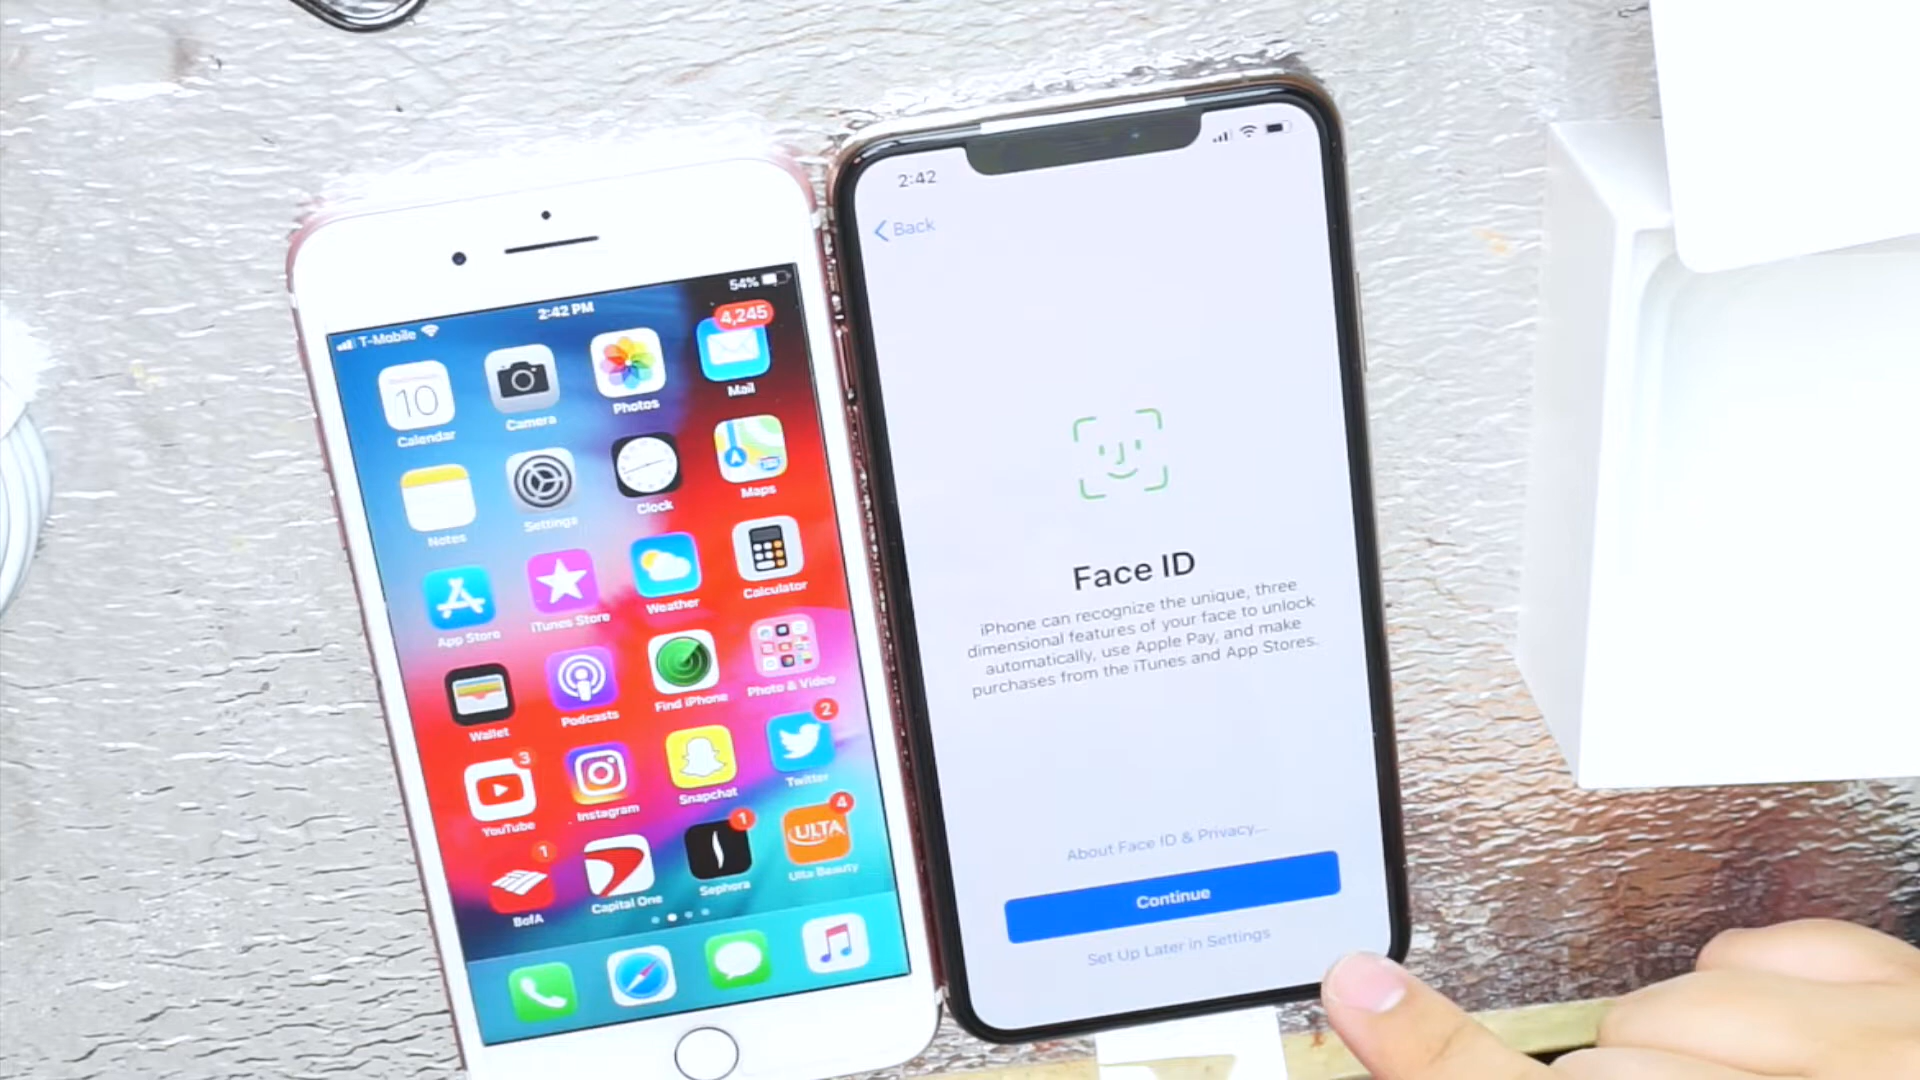 54%
2:42 PM
T-Mobile
4,245
10
Calendar
Camera
Photos
Mail
Notes
Settings
Clock
Maps
App Store
iTunes Store
Weather
Calculator
Wallet
Podcasts
Find iPhone
Photo & Video
3
2
YouTube
Instagram
Snapchat
Twitter
1
1
4
ULTA
BofA
Capital One
Sephora
Ulta Beauty
2:42
Back
Face ID
iPhone can recognize the unique, three
dimensional features of your face to unlock
automatically, use Apple Pay, and make
purchases from the iTunes and App Stores.
About Face ID & Privacy...
Continue
Set Up Later in Settings